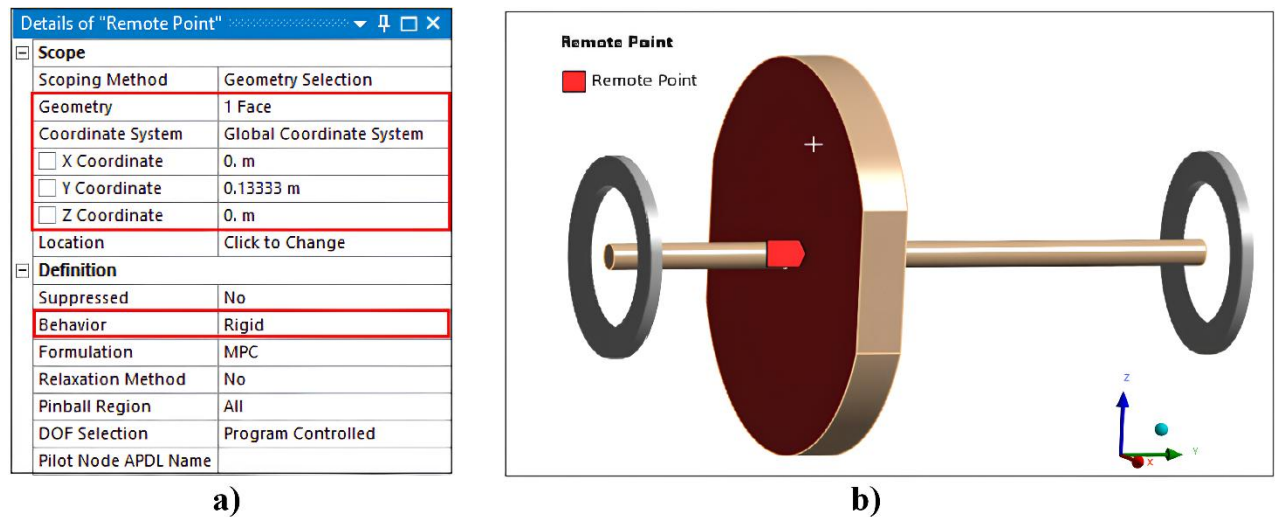 Details of "Remote Point"
Scope
Scoping Method Geometry Selection
Geometry 1 Face
Coordinate System Global Coordinate System
X Coordinate 0. m
Y Coordinate 0.13333 m
Z Coordinate 0. m
Location Click to Change
Definition
Suppressed No
Behavior Rigid
Formulation MPC
Relaxation Method No
Pinball Region All
DOF Selection Program Controlled
Pilot Node APDL Name
a)
Remote Point
Remote Point
Z
Y
X
b)